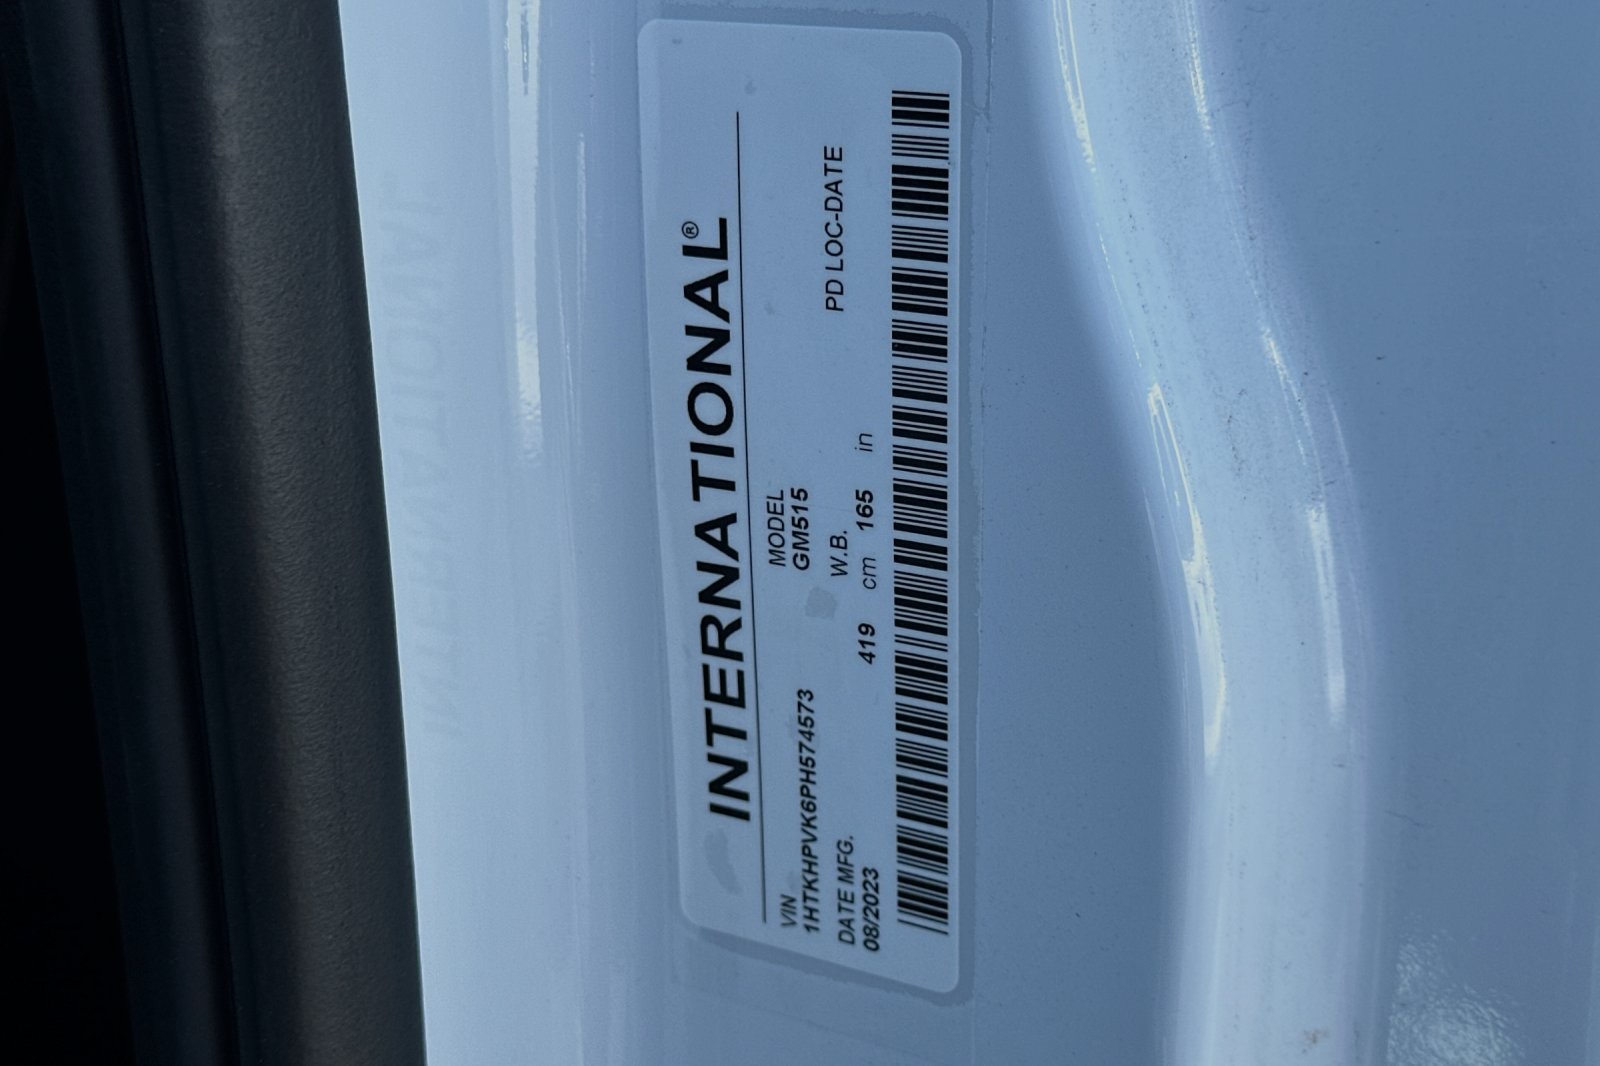 INTERNATIONAL®
VIN
1HTKHPVK6PH574573
MODEL
GM515
DATE MFG.
08/2023
W.B.
419 cm 165 in
PD LOC-DATE